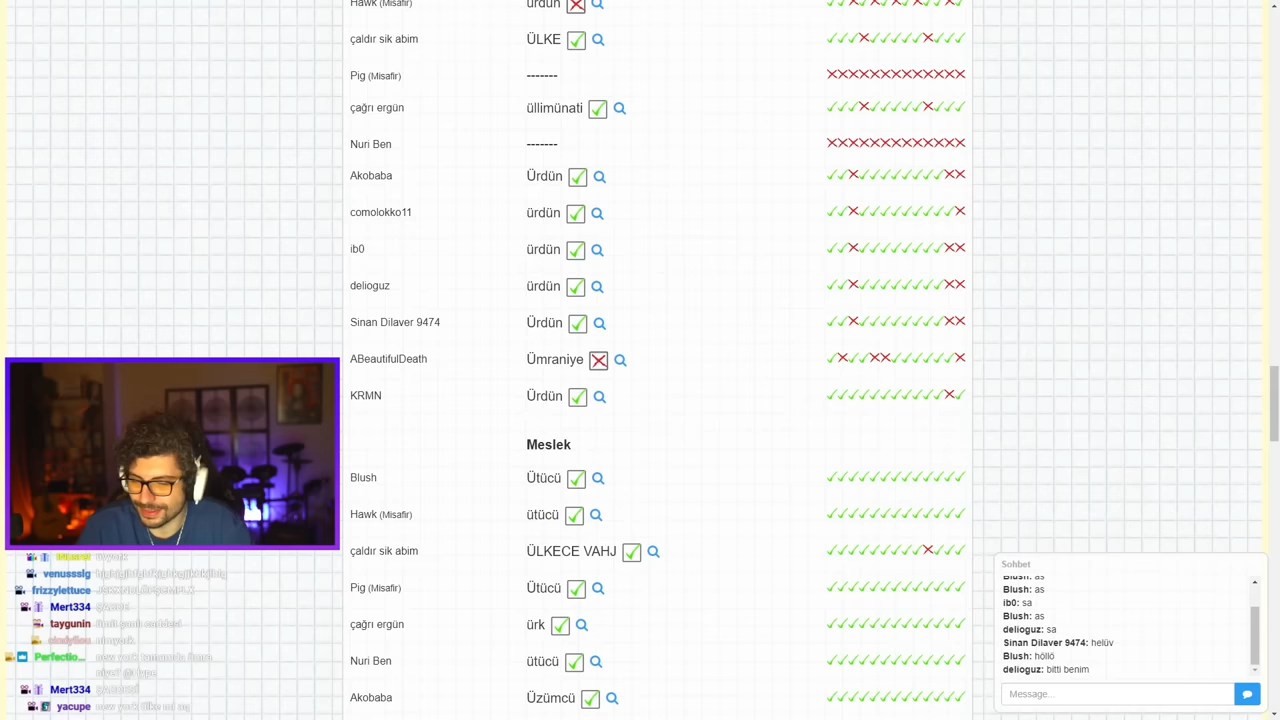 Hawk (Misafir) ürdün
çaldır sik abim ÜLKE
Pig (Misafir) -------
çağrı ergün üllimünati
Nuri Ben -------
Akobaba Ürdün
comolokko11 ürdün
ib0 ürdün
delioguz ürdün
Sinan Dilaver 9474 Ürdün
ABeautifulDeath Ümraniye
KRMN Ürdün
Meslek
Blush Ütücü
Hawk (Misafir) ütücü
çaldır sik abim ÜLKECE VAHJ
Pig (Misafir) Ütücü
çağrı ergün ürk
Nuri Ben ütücü
Akobaba Üzümcü
venussslg
frizzylettuce
Mert334
taygunin
Perfectio...
Mert334
yacupe
Sohbet
Blush: as
Blush: as
ib0: sa
Blush: as
delioguz: sa
Sinan Dilaver 9474: helüv
Blush: höllö
delioguz: bitti benim
Message...